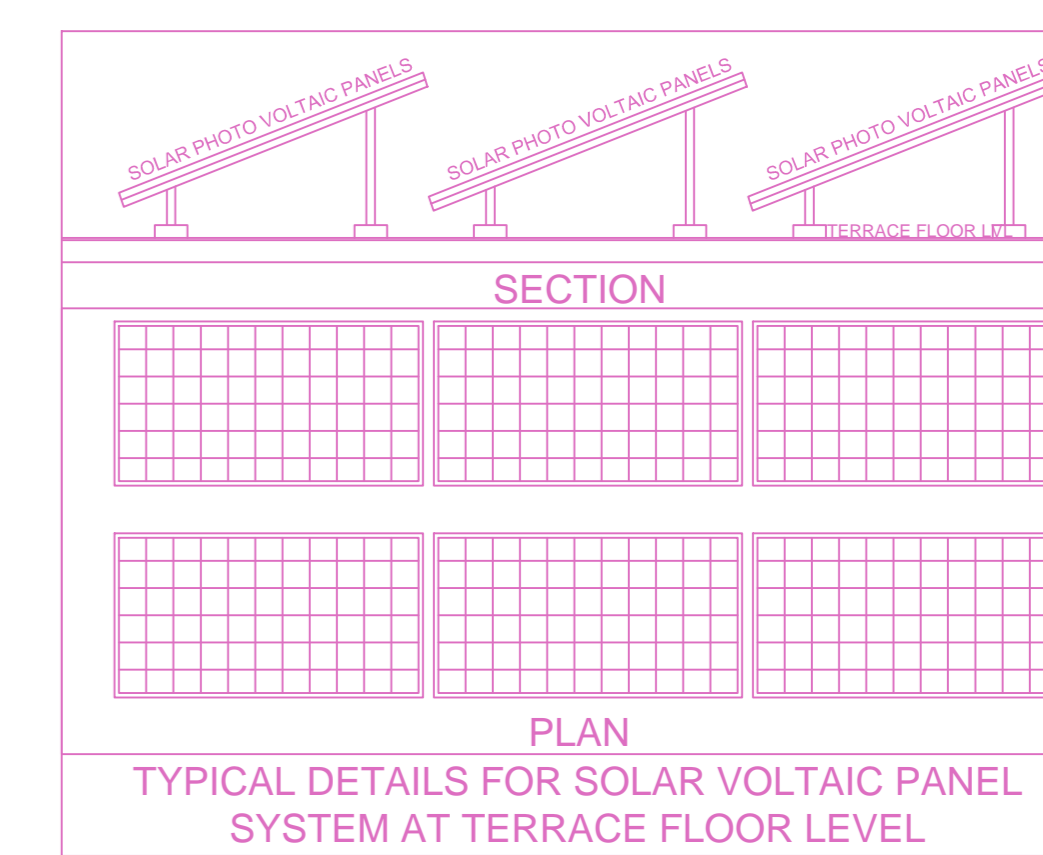 SOLAR PHOTO VOLTAIC PANELS
SOLAR PHOTO VOLTAIC PANELS
SOLAR PHOTO VOLTAIC PANELS
TERRACE FLOOR LVL
SECTION
PLAN
TYPICAL DETAILS FOR SOLAR VOLTAIC PANEL
SYSTEM AT TERRACE FLOOR LEVEL